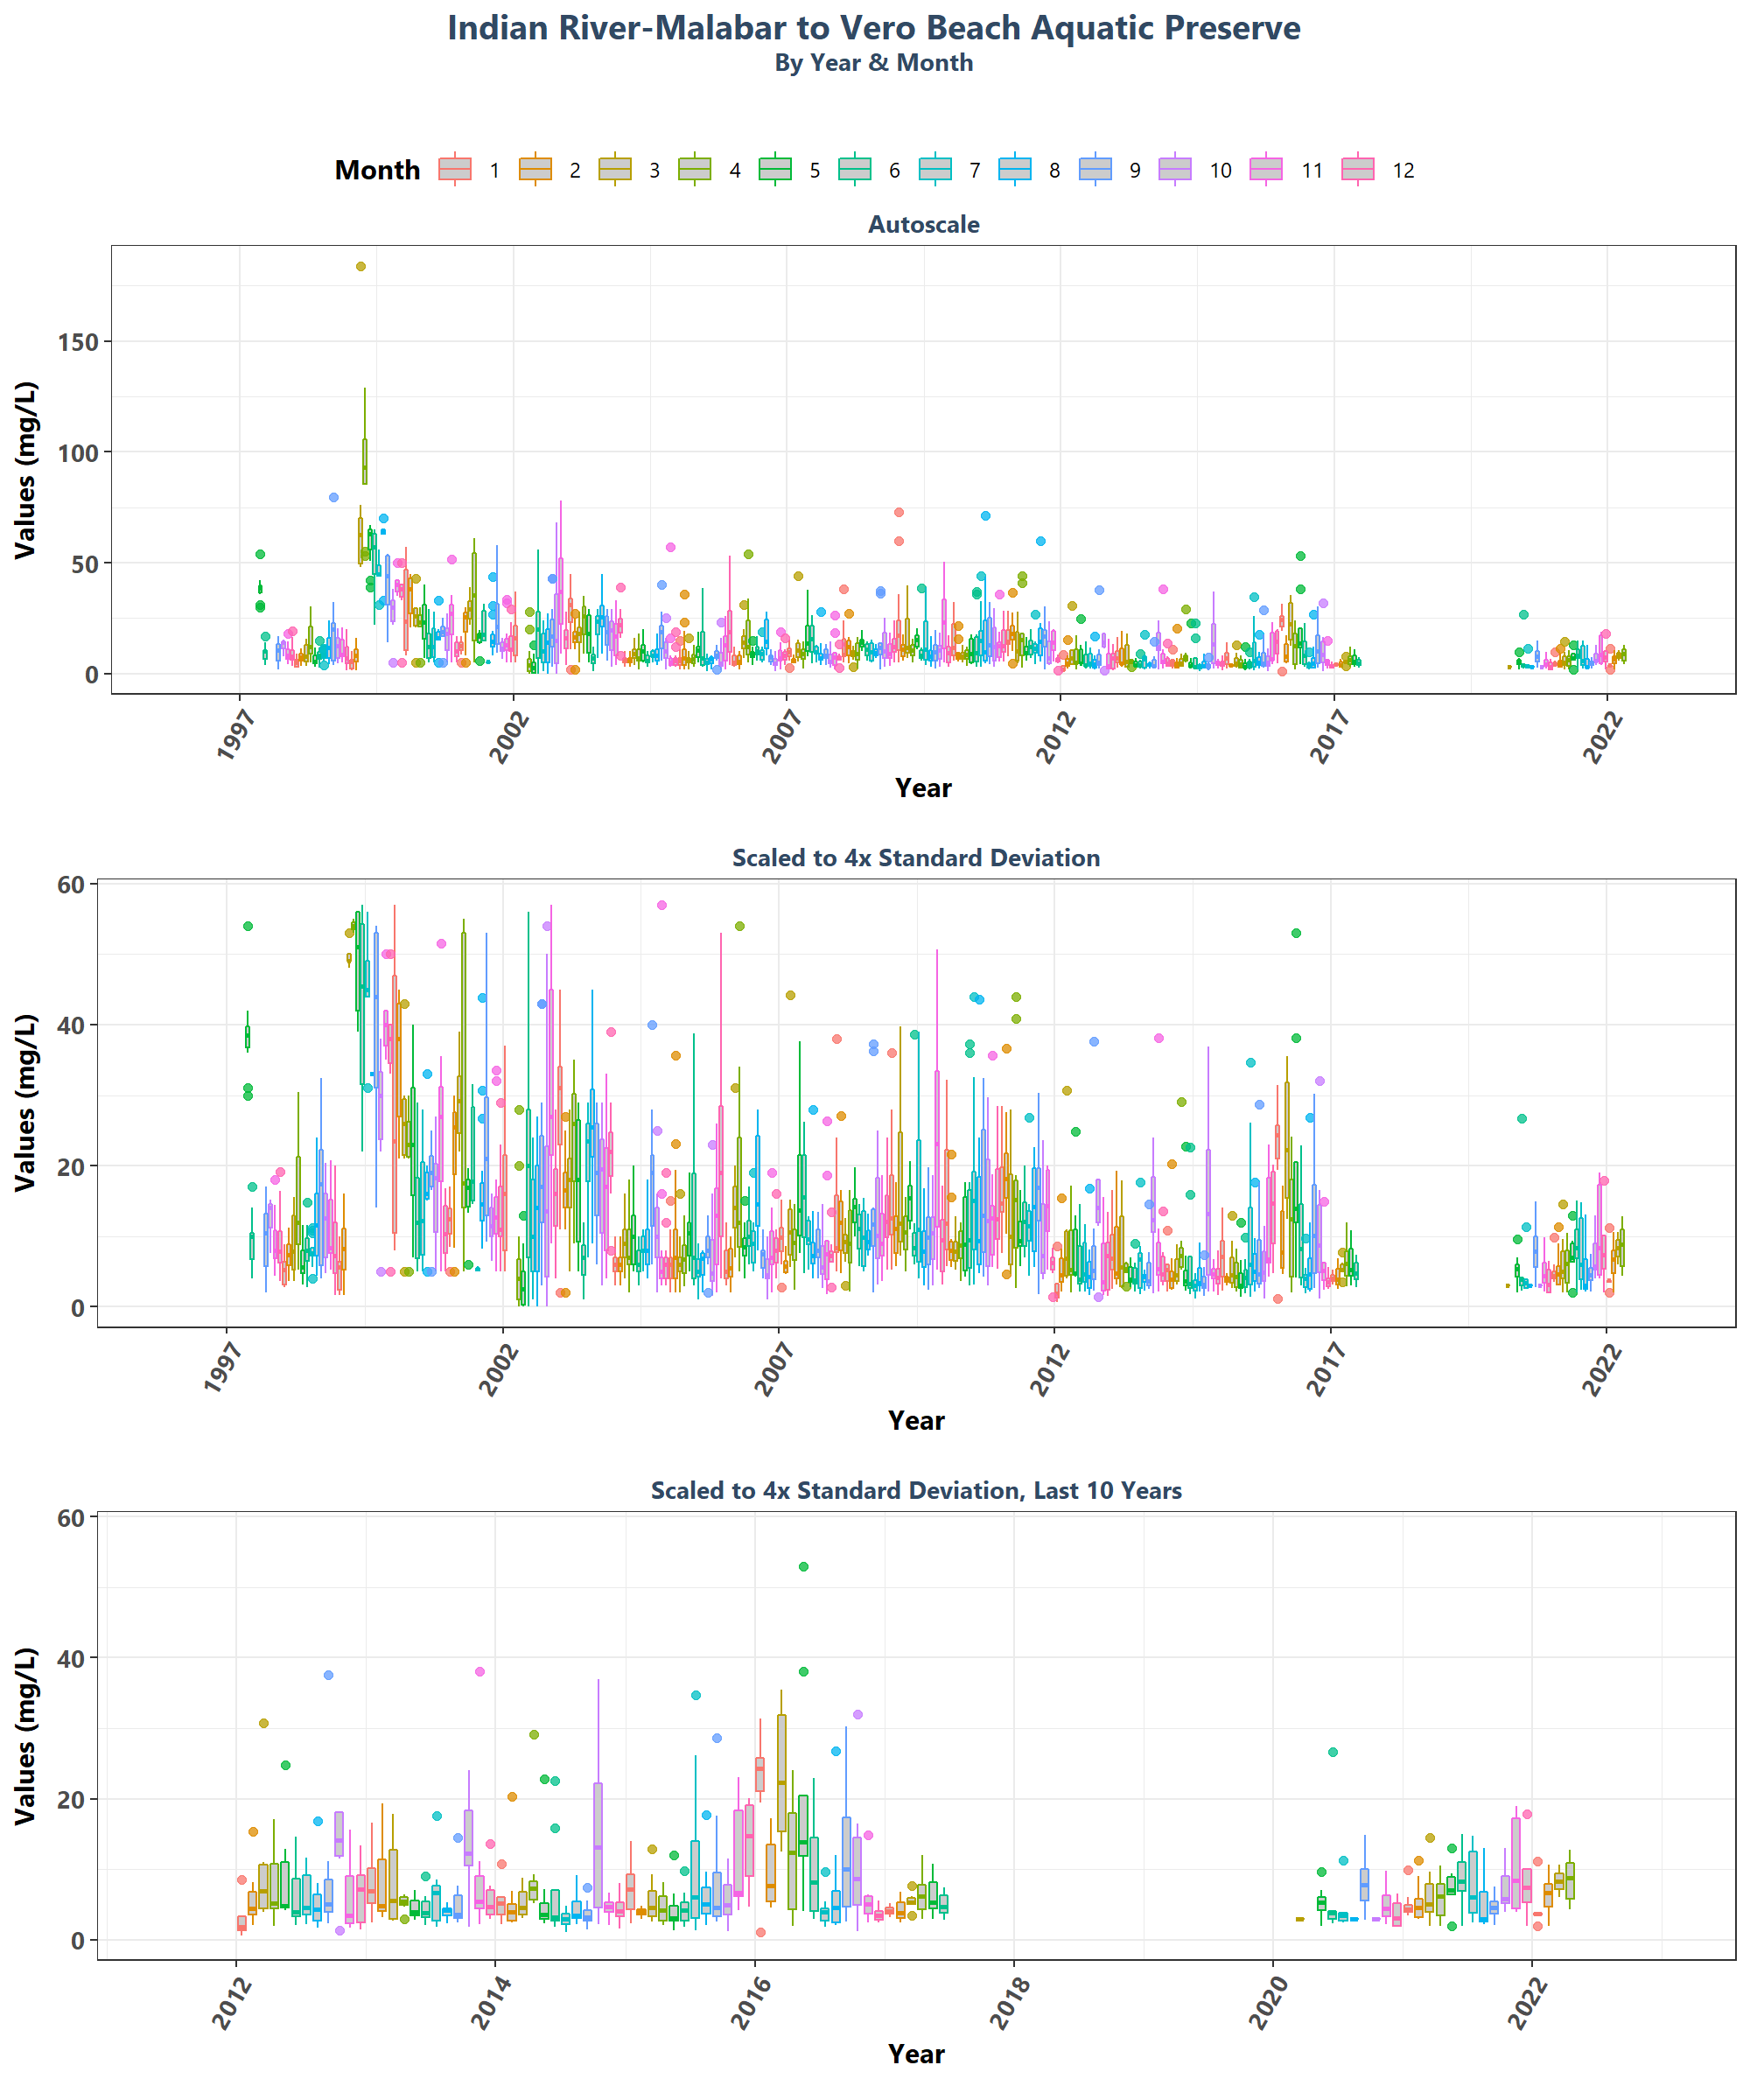 Indian River-Malabar to Vero Beach Aquatic Preserve
By Year & Month
Month 1 2 3 4 5 6 7 8 9 10 11 12
Autoscale
Values (mg/L)
150
100
50
0
1997 2002 2007 2012 2017 2022
Year
Scaled to 4x Standard Deviation
Values (mg/L)
60
40
20
0
1997 2002 2007 2012 2017 2022
Year
Scaled to 4x Standard Deviation, Last 10 Years
Values (mg/L)
60
40
20
0
2012 2014 2016 2018 2020 2022
Year